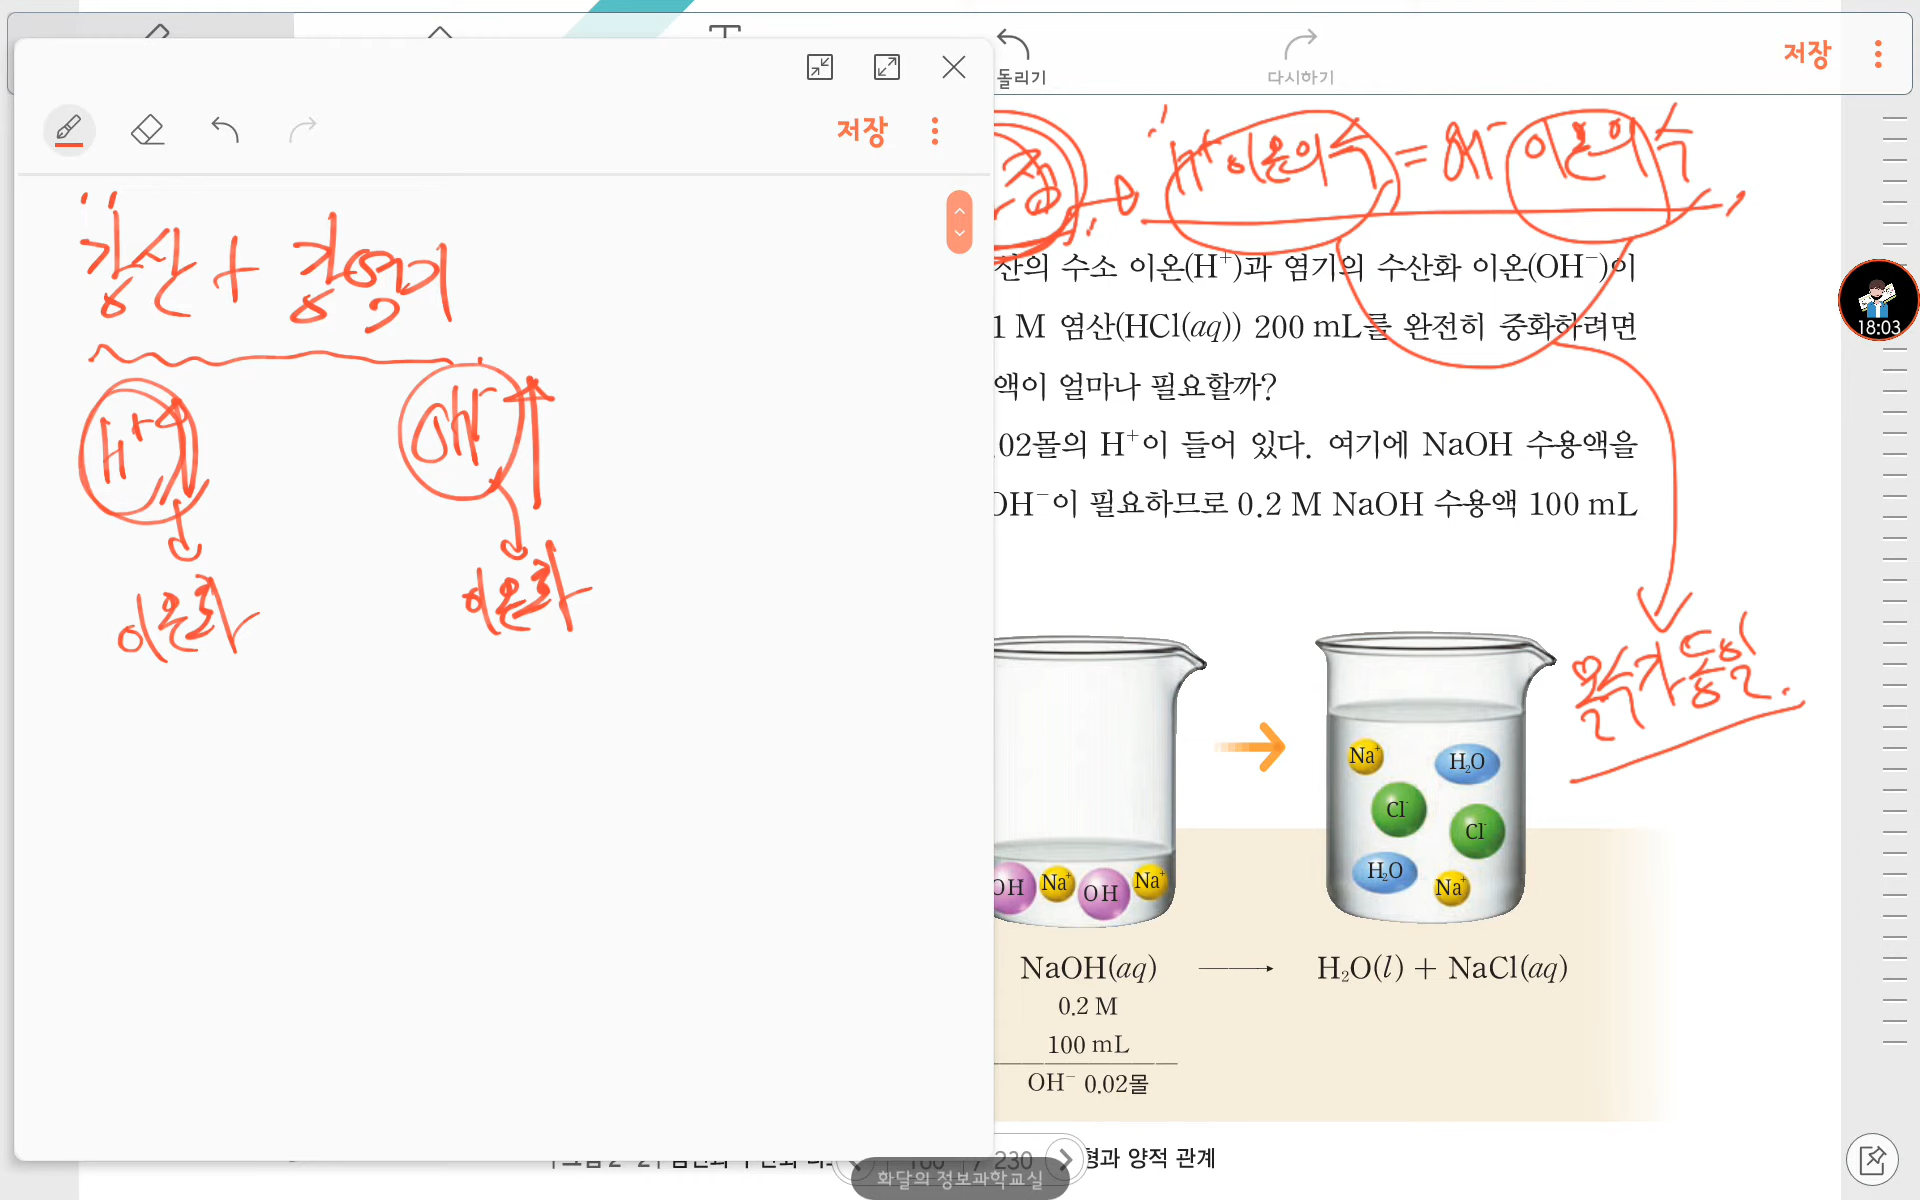 돌리기
다시하기
저장
저장
강산 + 강염기
H⁺
OH⁻
이온화
이온화
H⁺ 이온의 수 = OH⁻ 이온의 수
산의 수소 이온(H⁺)과 염기의 수산화 이온(OH⁻)이
1 M 염산(HCl(aq)) 200 mL를 완전히 중화하려면
액이 얼마나 필요할까?
02몰의 H⁺이 들어 있다. 여기에 NaOH 수용액을
OH⁻이 필요하므로 0.2 M NaOH 수용액 100 mL
18:03
몰수가 동일.
OH Na⁺ OH Na⁺
Na⁺ H₂O
Cl⁻
Cl⁻
H₂O Na⁺
NaOH(aq) → H₂O(l) + NaCl(aq)
0.2 M
100 mL
OH⁻ 0.02몰
230
형과 양적 관계
화달의 정보과학교실